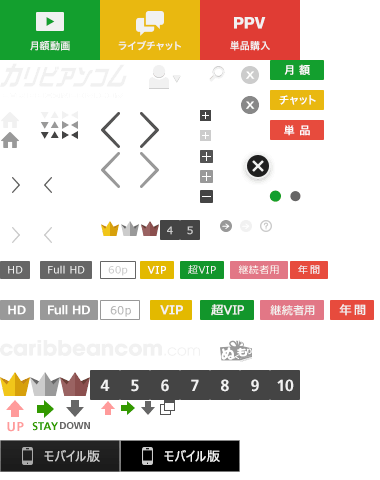 PPV
月額動画 ライブチャット 単品購入
カリビアンコム
月額
チャット
単品
4 5
HD Full HD 60p VIP 超VIP 継続者用 年間
HD Full HD 60p VIP 超VIP 継続者用 年間
caribbeancom.com
4 5 6 7 8 9 10
UP STAY DOWN
モバイル版 モバイル版